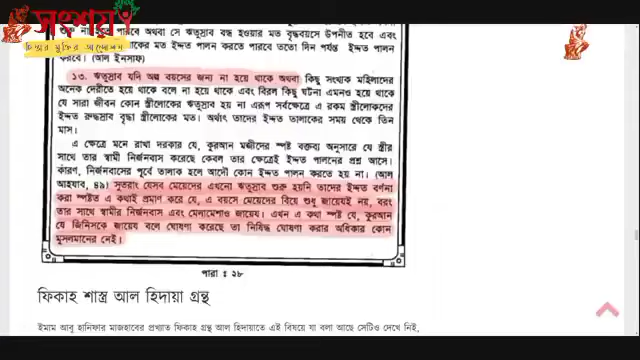 সংশয়
চিন্তার মুক্তির আন্দোলন
অথবা সে ঋতুস্রাব বন্ধ হওয়ার মত বৃদ্ধবয়সে উপনীত হবে এবং
লোকের মত ইদ্দত পালন করতে পারবে ততো দিন পর্যন্ত ইদ্দত পালন
করবে। (আল ইনসাফ)
১৩. ঋতুস্রাব যদি অল্প বয়সের জন্য না হয়ে থাকে অথবা কিছু সংখ্যক মহিলাদের
অনেক দেরীতে হয়ে থাকে বলে না হয়ে থাকে এবং বিরল কিছু ঘটনা এমনও হয়ে থাকে
যে সারা জীবন কোন স্ত্রীলোকের ঋতুস্রাব হয় না এরূপ সর্বক্ষেত্রে এ রকম স্ত্রীলোকদের
ইদ্দত রুদ্ধস্রাব বৃদ্ধা স্ত্রীলোকের মত। অর্থাৎ তাদের ইদ্দত তালাকের সময় থেকে তিন
মাস।
এ ক্ষেত্রে মনে রাখা দরকার যে, কুরআন মজীদের স্পষ্ট বক্তব্য অনুসারে যে স্ত্রীর
সাথে তার স্বামী নির্জনবাস করেছে কেবল তার ক্ষেত্রেই ইদ্দত পালনের প্রশ্ন আসে।
কারণ, নির্জনবাসের পূর্বে তালাক হলে আদৌ কোন ইদ্দত পালন করতে হয় না। (আল
আহযাব, ৪৯) সুতরাং যেসব মেয়েদের এখনো ঋতুস্রাব শুরু হয়নি তাদের ইদ্দত বর্ণনা
করা স্পষ্টত এ কথাই প্রমাণ করে যে, এ বয়সে মেয়েদের বিয়ে শুধু জায়েযই নয়, বরং
তার সাথে স্বামীর নির্জনবাস এবং মেলামেশাও জায়েয। এখন এ কথা স্পষ্ট যে, কুরআন
যে জিনিসকে জায়েয বলে ঘোষণা করেছে তা নিষিদ্ধ ঘোষণা করার অধিকার কোন
মুসলমানের নেই।
পারা : ২৮
ফিকাহ শাস্ত্র আল হিদায়া গ্রন্থ
ইমাম আবু হানিফার মাজহাবের প্রখ্যাত ফিকাহ গ্রন্থ আল হিদাতে এই বিষয়ে যা বলা আছে সেটিও দেখে নিই,